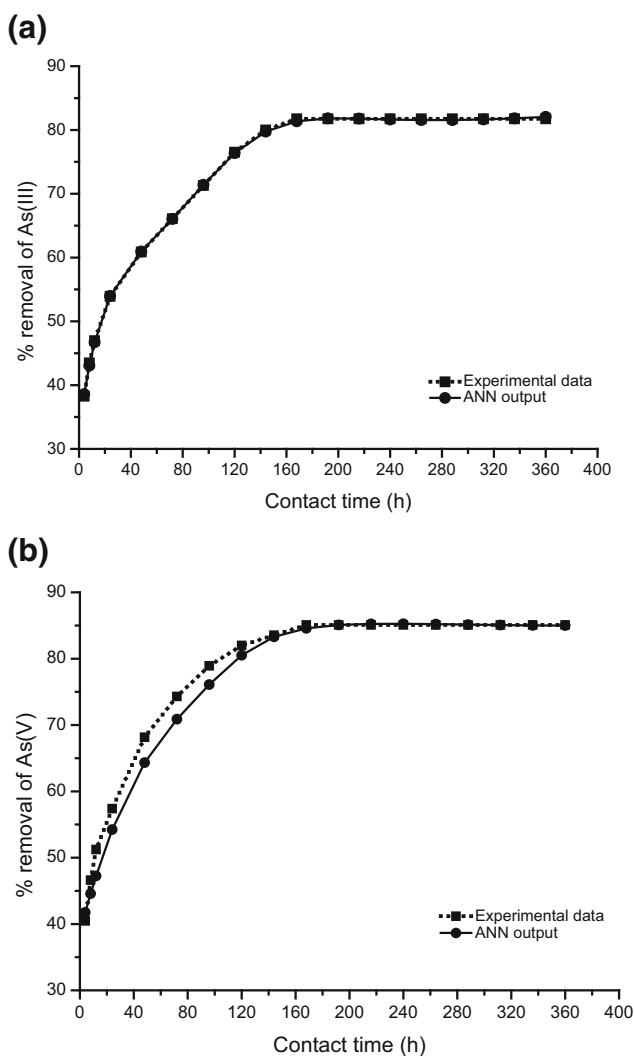 (a)
90
80
70
60
50
40
30
% removal of As(III)
Experimental data
ANN output
0 40 80 120 160 200 240 280 320 360 400
Contact time (h)
(b)
90
80
70
60
50
40
30
% removal of As(V)
Experimental data
ANN output
0 40 80 120 160 200 240 280 320 360 400
Contact time (h)